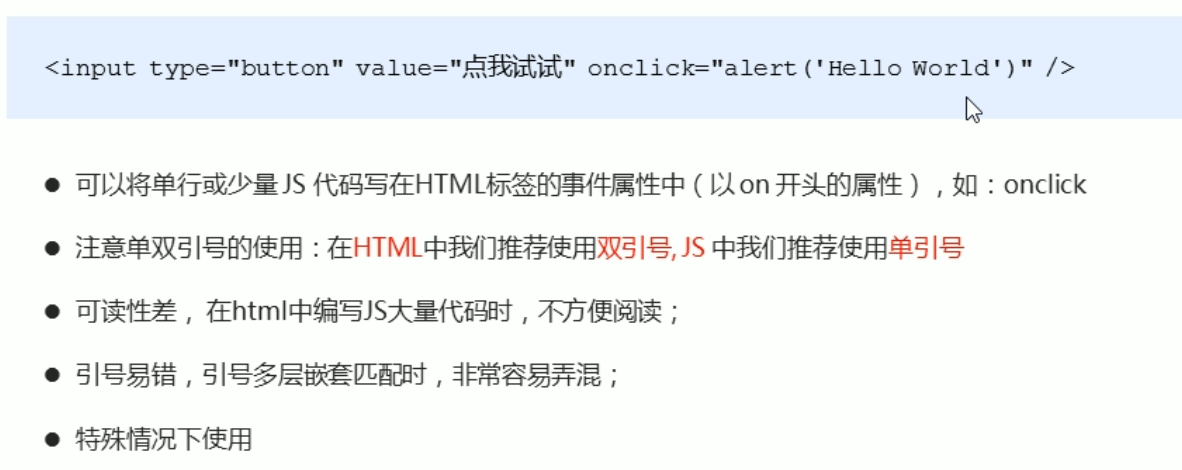 <input type="button" value="点我试试" onclick="alert('Hello World')" />
● 可以将单行或少量 JS 代码写在HTML标签的事件属性中（以 on 开头的属性），如：onclick
● 注意单双引号的使用：在HTML中我们推荐使用双引号, JS 中我们推荐使用单引号
● 可读性差， 在html中编写JS大量代码时，不方便阅读；
● 引号易错，引号多层嵌套匹配时，非常容易弄混；
● 特殊情况下使用